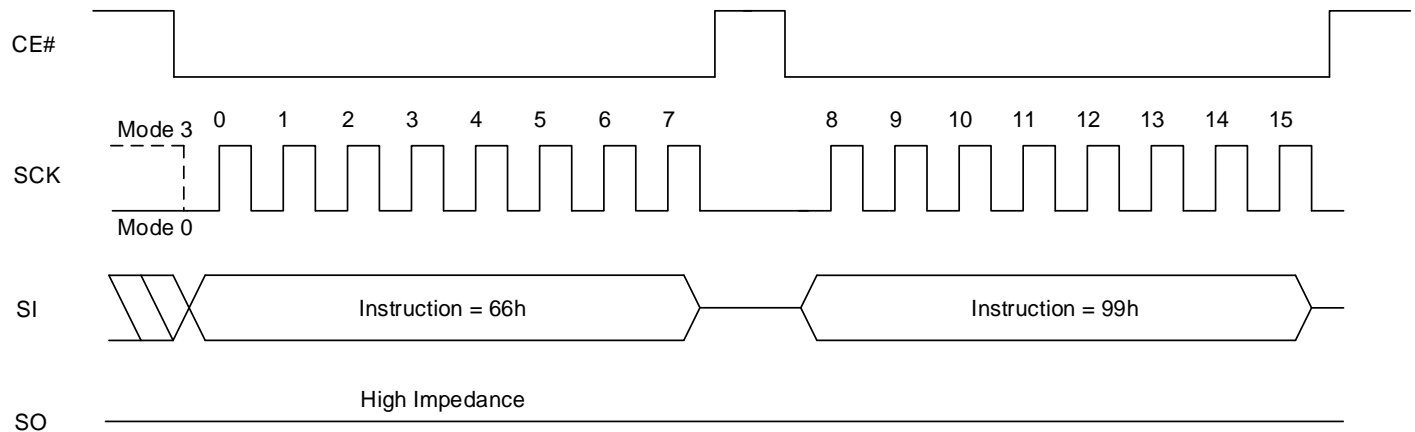 CE#
0 1 2 3 4 5 6 7 8 9 10 11 12 13 14 15
Mode 3
SCK
Mode 0
SI
Instruction = 66h
Instruction = 99h
High Impedance
SO